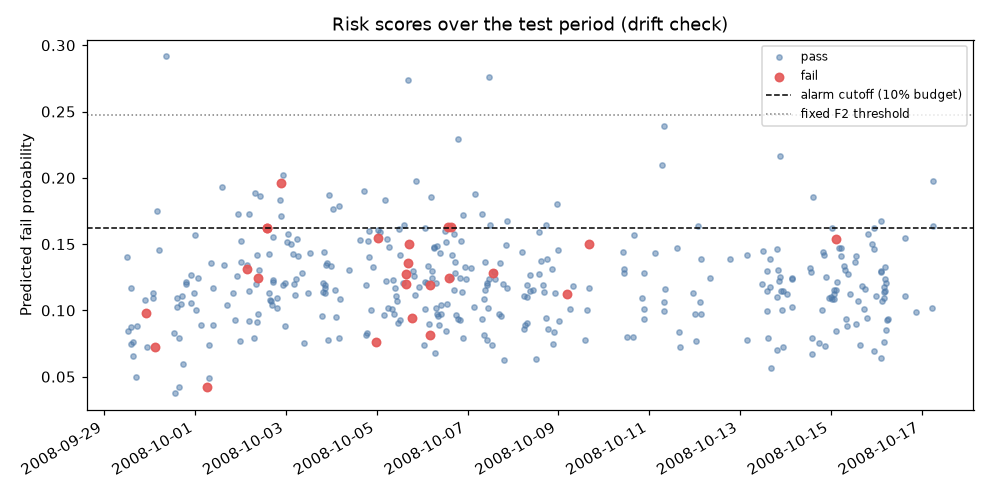 Risk scores over the test period (drift check)
Predicted fail probability
0.30
0.25
0.20
0.15
0.10
0.05
pass
fail
alarm cutoff (10% budget)
fixed F2 threshold
2008-09-29
2008-10-01
2008-10-03
2008-10-05
2008-10-07
2008-10-09
2008-10-11
2008-10-13
2008-10-15
2008-10-17